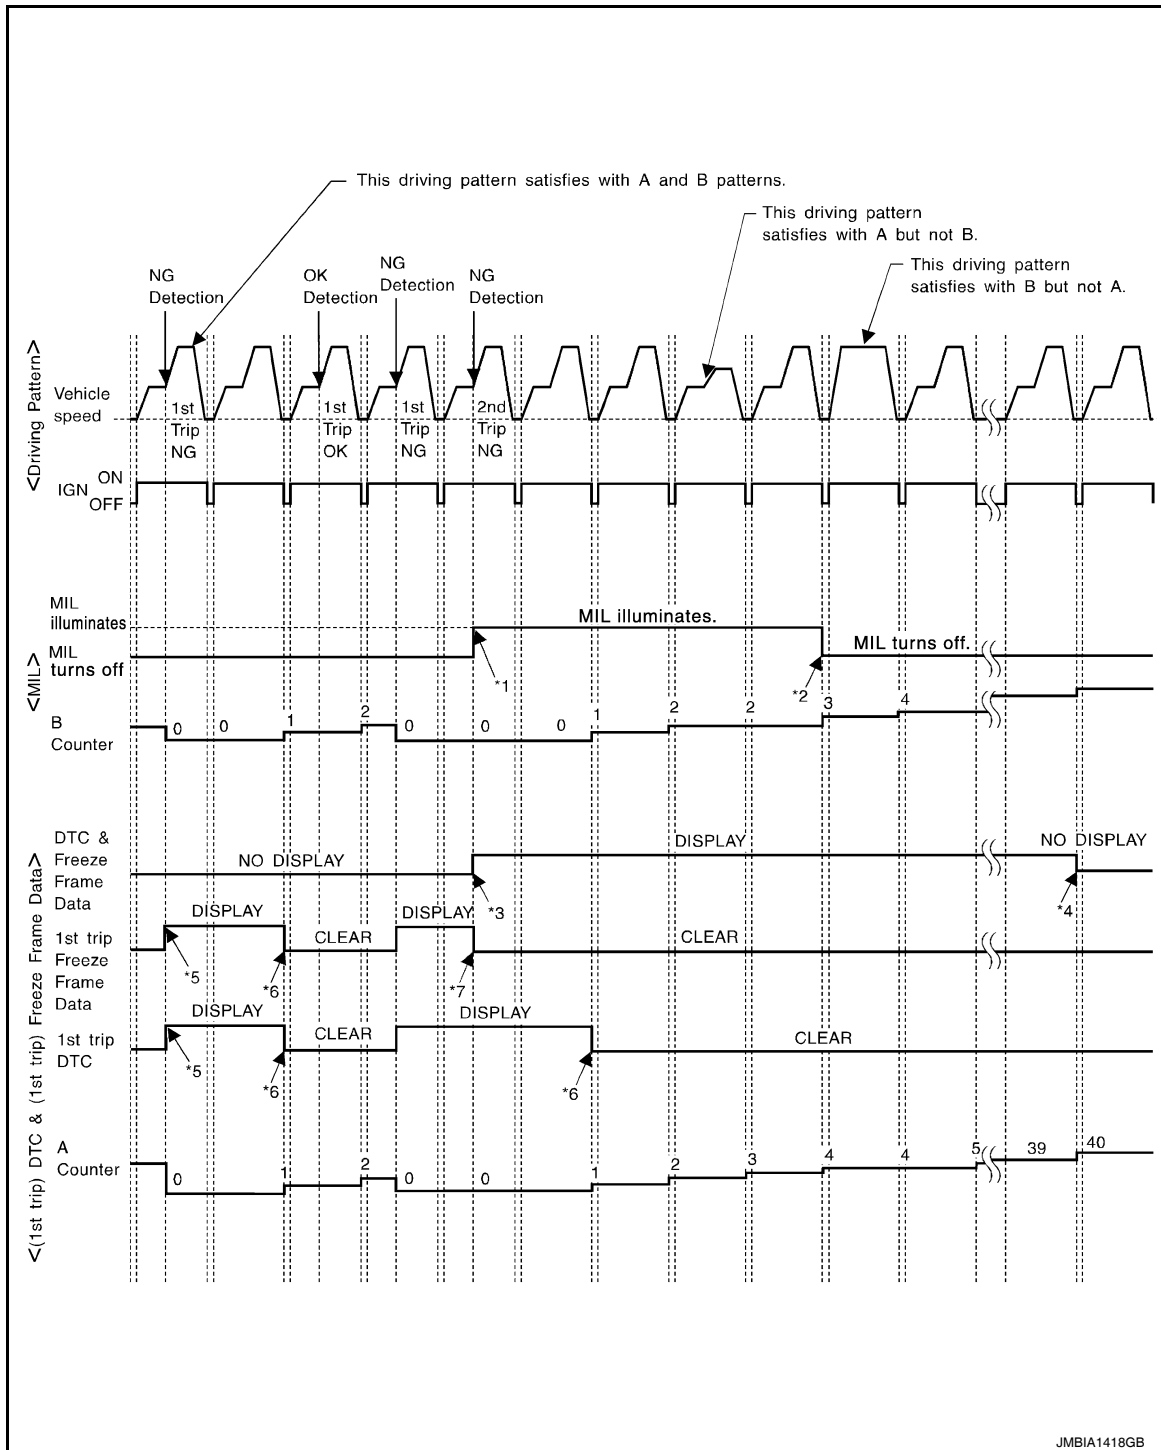 This driving pattern satisfies with A and B patterns.
This driving pattern
satisfies with A but not B.
This driving pattern
satisfies with B but not A.
NG
Detection
OK
Detection
NG
Detection
NG
Detection
<Driving Pattern>
Vehicle
speed
1st
Trip
NG
1st
Trip
OK
1st
Trip
NG
2nd
Trip
NG
IGN
ON
OFF
<MIL>
MIL
illuminates
MIL
turns off
MIL illuminates.
MIL turns off.
*1
*2
B
Counter
0 0 1 2 0 0 0 1 2 2 3 4
<(1st trip) DTC & (1st trip) Freeze Frame Data>
DTC &
Freeze
Frame
Data
NO DISPLAY
DISPLAY
NO DISPLAY
*3
*4
1st trip
Freeze
Frame
Data
DISPLAY
CLEAR
DISPLAY
CLEAR
*5
*6
*7
1st trip
DTC
DISPLAY
CLEAR
DISPLAY
CLEAR
*5
*6
*6
A
Counter
0 1 2 0 0 1 2 3 4 4 5 39 40
JMBIA1418GB